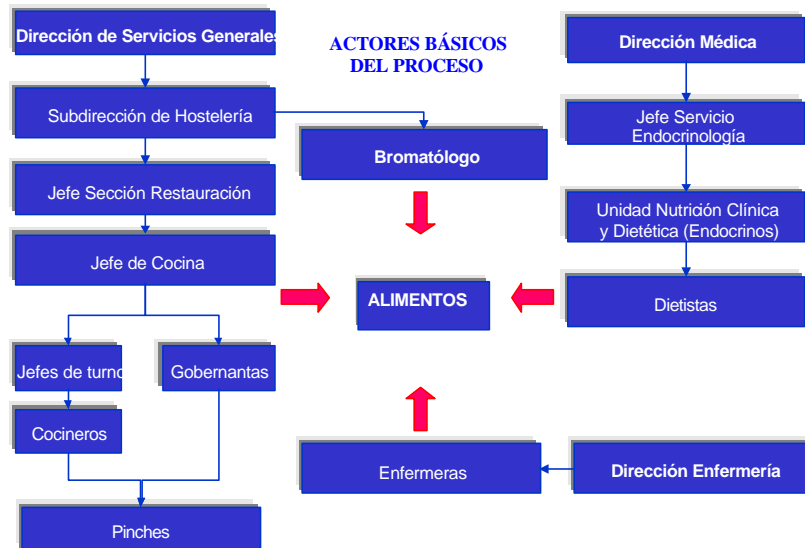 Dirección de Servicios Generales
ACTORES BÁSICOS
DEL PROCESO
Dirección Médica
Subdirección de Hostelería
Jefe Servicio
Endocrinología
Bromatólogo
Jefe Sección Restauración
Unidad Nutrición Clínica
y Dietética (Endocrinos)
Jefe de Cocina
ALIMENTOS
Dietistas
Jefes de turno
Gobernantas
Cocineros
Enfermeras
Dirección Enfermería
Pinches